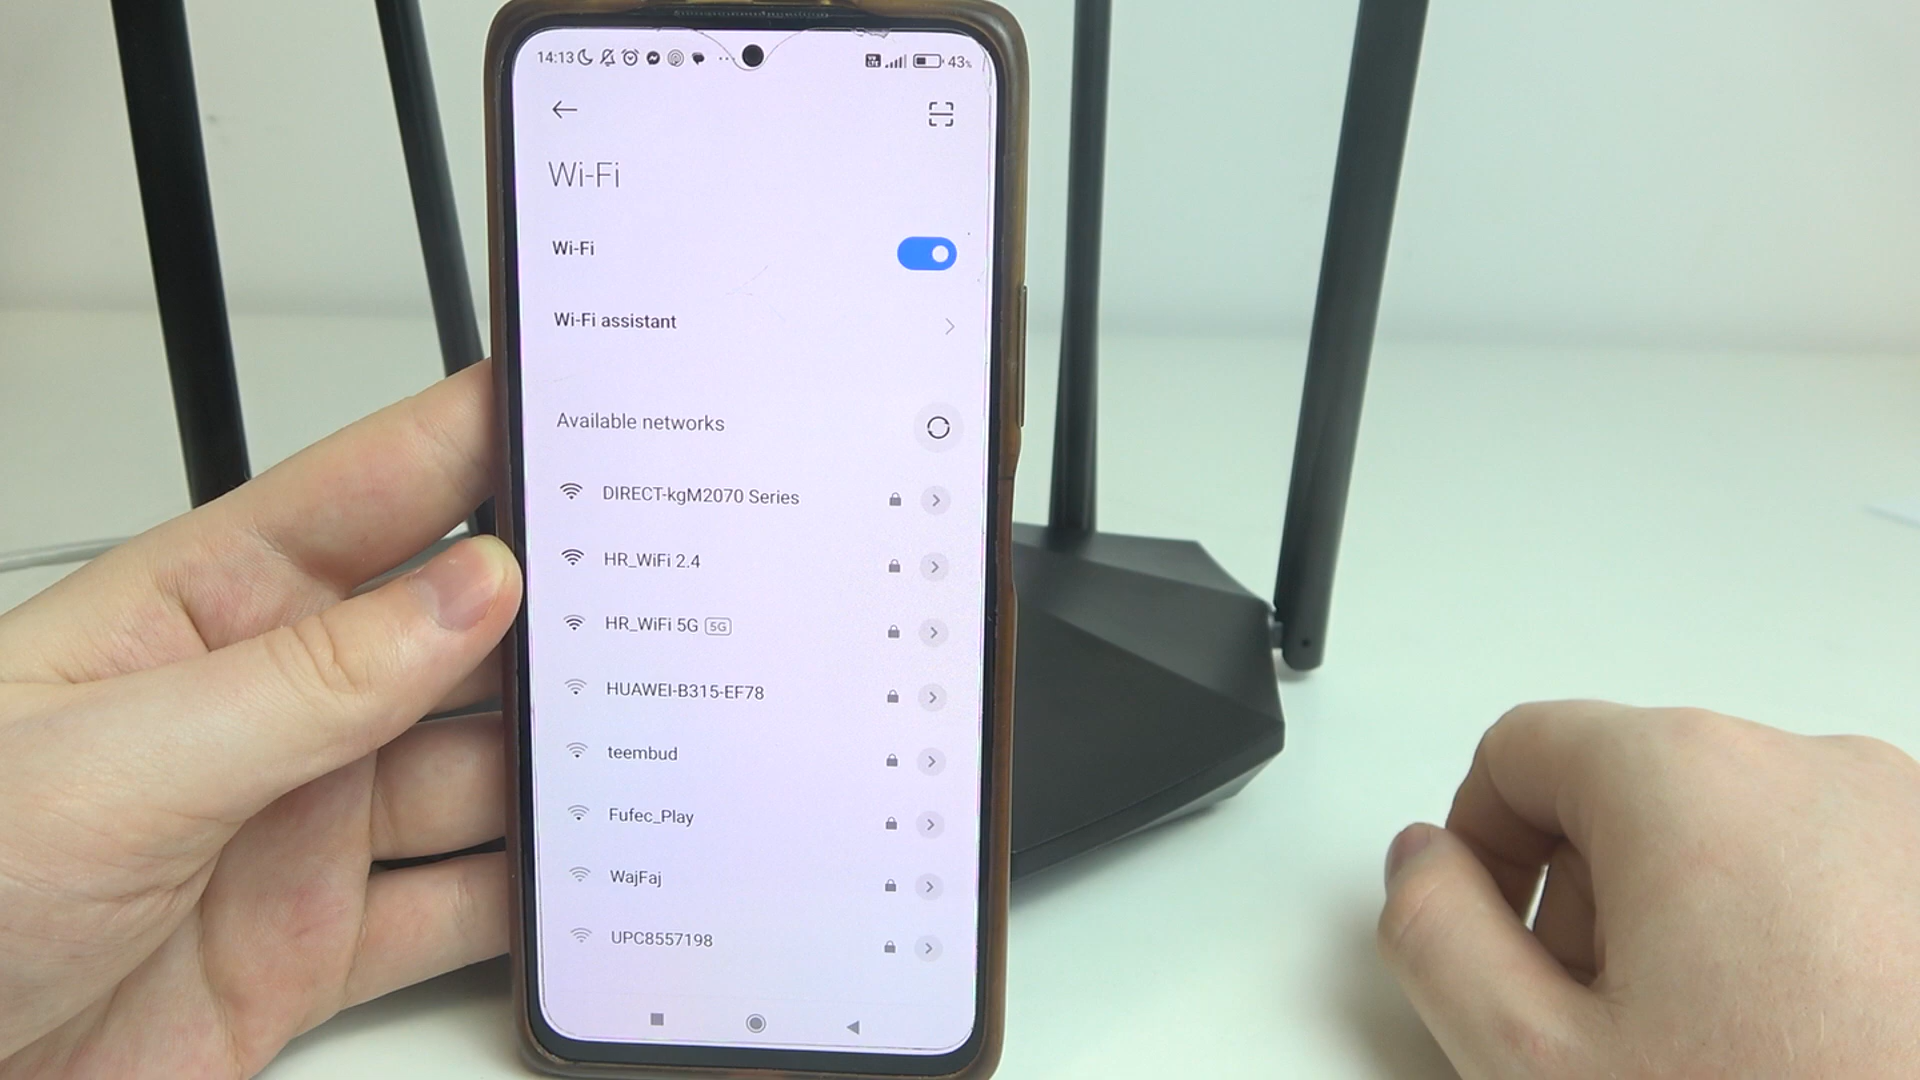 14:13 43%
Wi-Fi
Wi-Fi
Wi-Fi assistant
Available networks
DIRECT-kgM2070 Series
HR_WiFi 2.4
HR_WiFi 5G 5G
HUAWEI-B315-EF78
teembud
Fufec_Play
WajFaj
UPC8557198